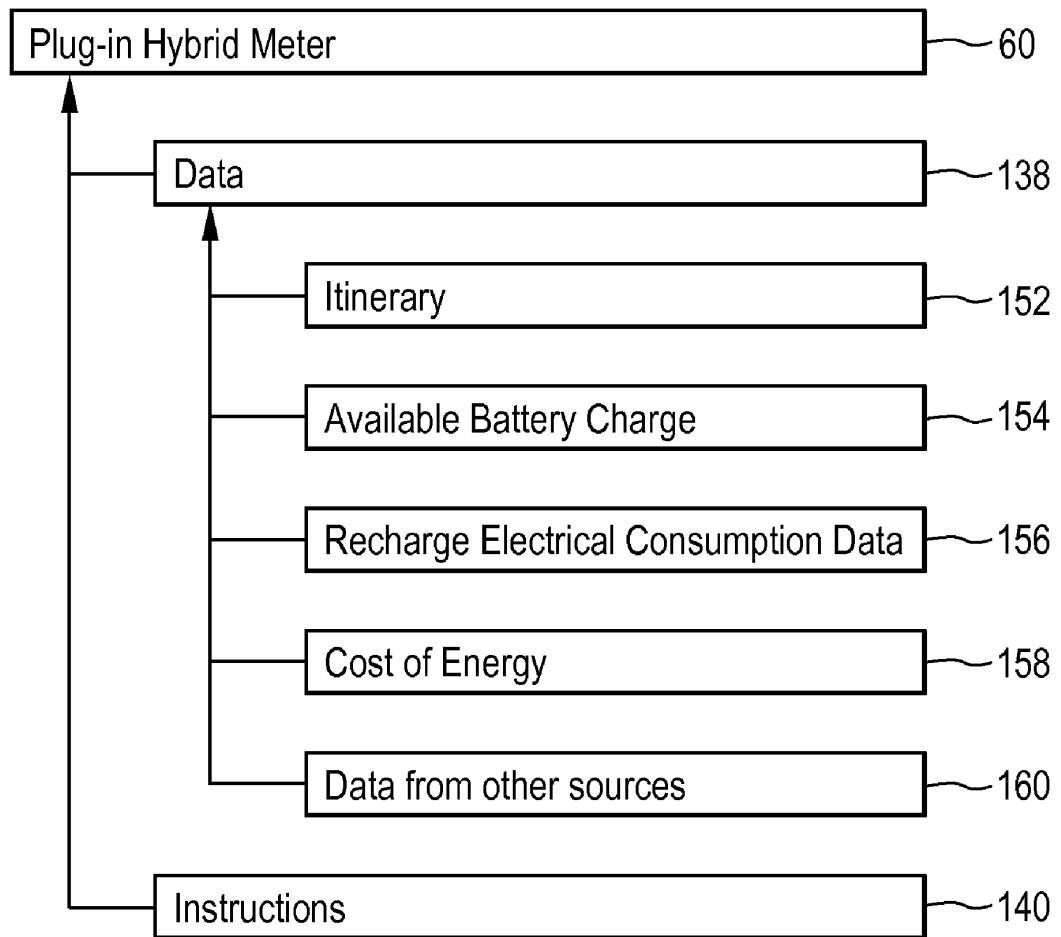 Plug-in Hybrid Meter 60
Data 138
Itinerary 152
Available Battery Charge 154
Recharge Electrical Consumption Data 156
Cost of Energy 158
Data from other sources 160
Instructions 140